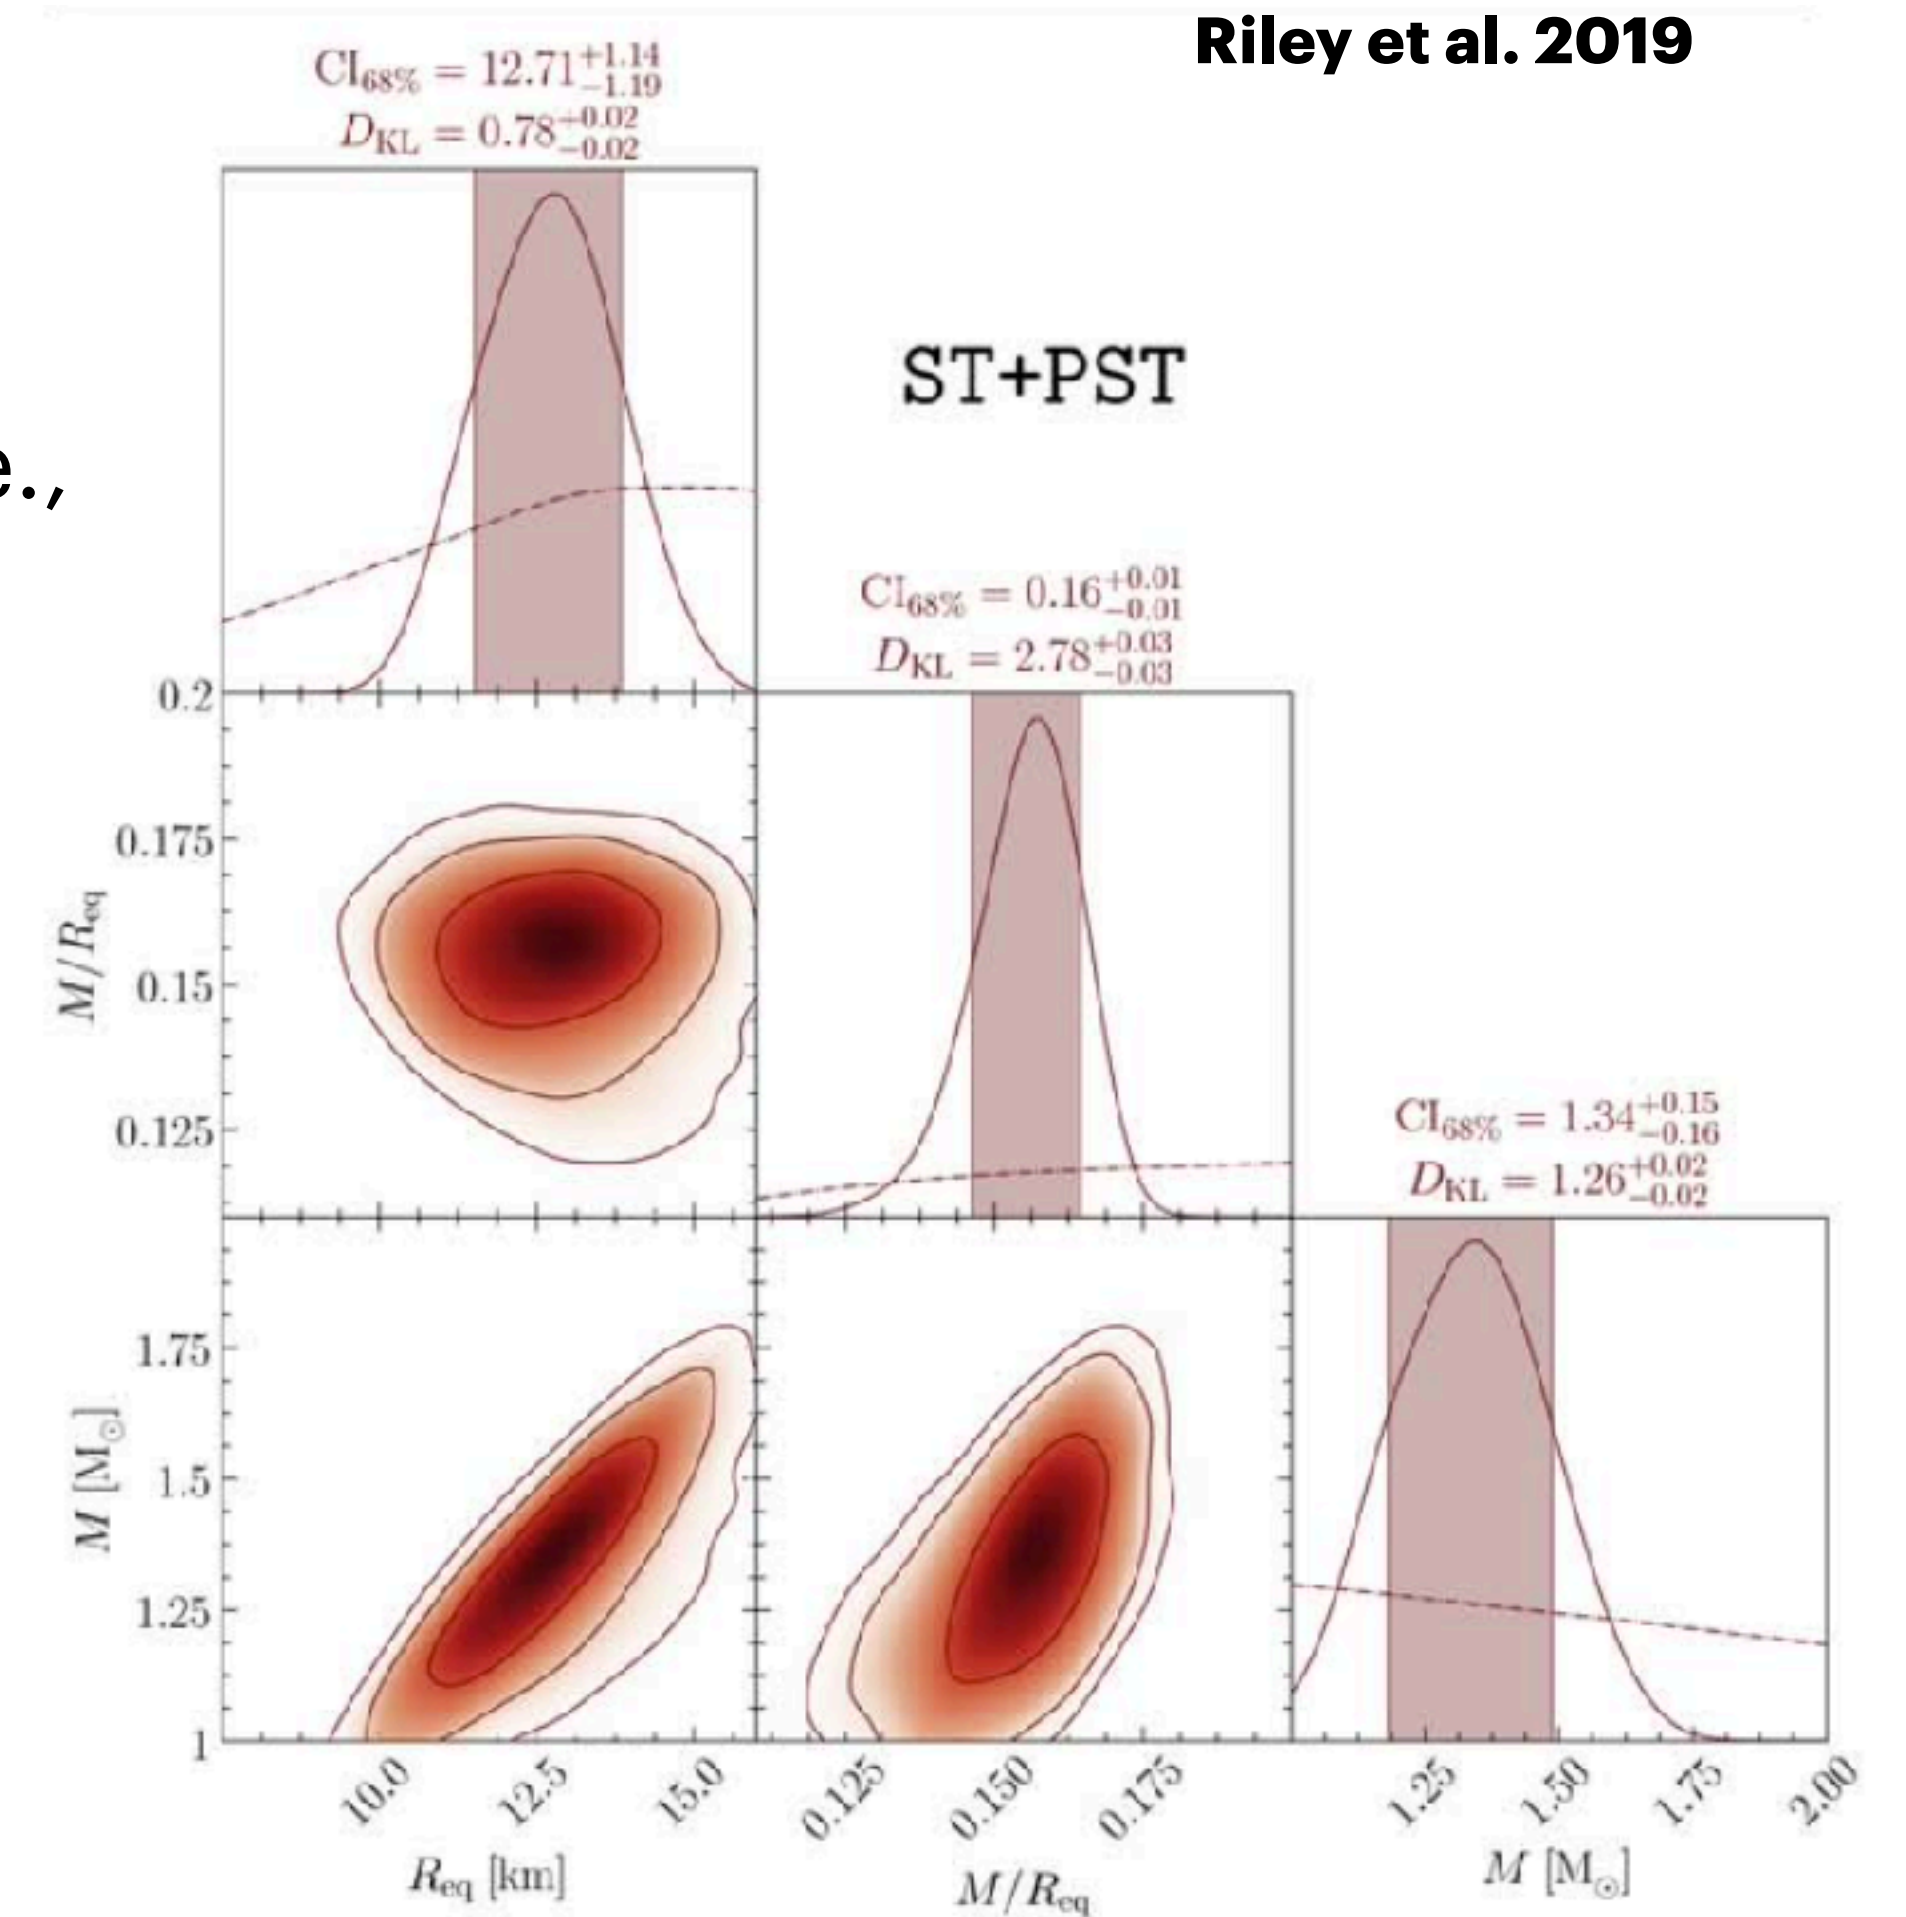 Riley et al. 2019
CI68% = 12.71+1.14−1.19
DKL = 0.78+0.02−0.02
e.,
ST+PST
CI68% = 0.16+0.01−0.01
DKL = 2.78+0.03−0.03
0.2
0.175
0.15
0.125
M/Req
CI68% = 1.34+0.15−0.16
DKL = 1.26+0.02−0.02
1.75
1.5
1.25
1
M [M⊙]
10.0 12.5 15.0 0.125 0.150 0.175 1.25 1.50 1.75 2.00
Req [km] M/Req M [M⊙]